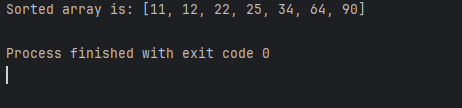 Sorted array is: [11, 12, 22, 25, 34, 64, 90]
Process finished with exit code 0